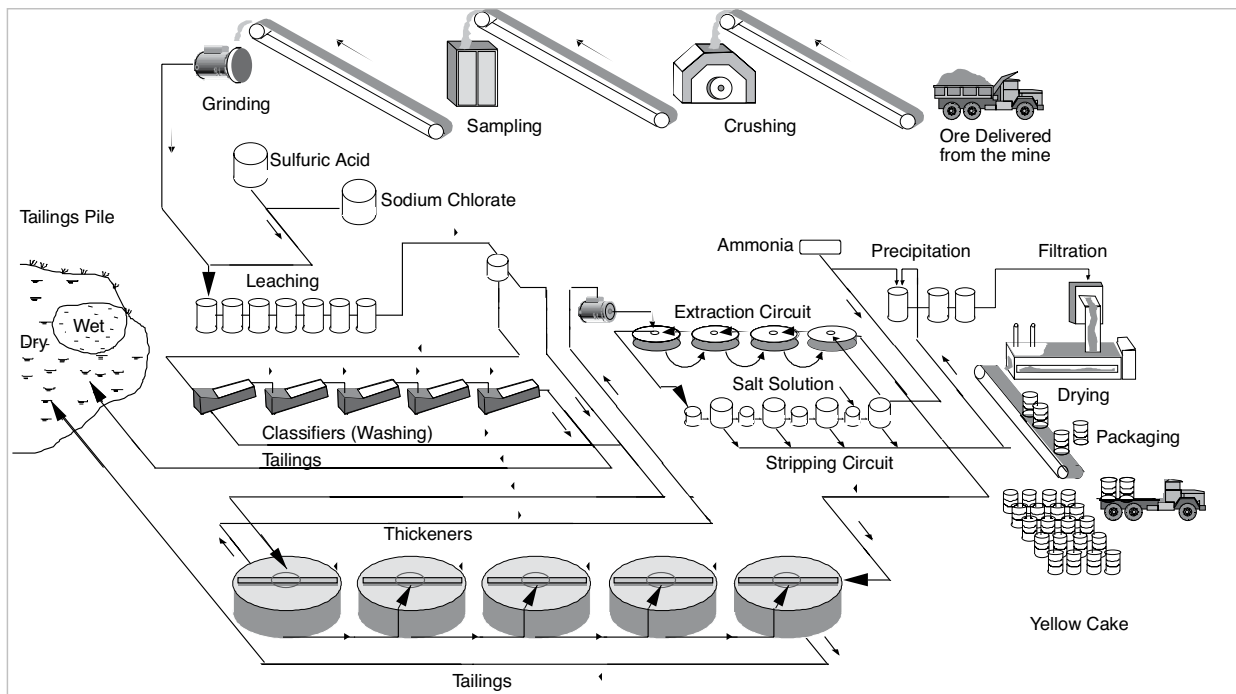 Grinding
Sampling
Crushing
Ore Delivered
from the mine
Sulfuric Acid
Sodium Chlorate
Tailings Pile
Ammonia
Precipitation
Filtration
Leaching
Extraction Circuit
Wet
Dry
Salt Solution
Drying
Classifiers (Washing)
Packaging
Tailings
Stripping Circuit
Thickeners
Yellow Cake
Tailings